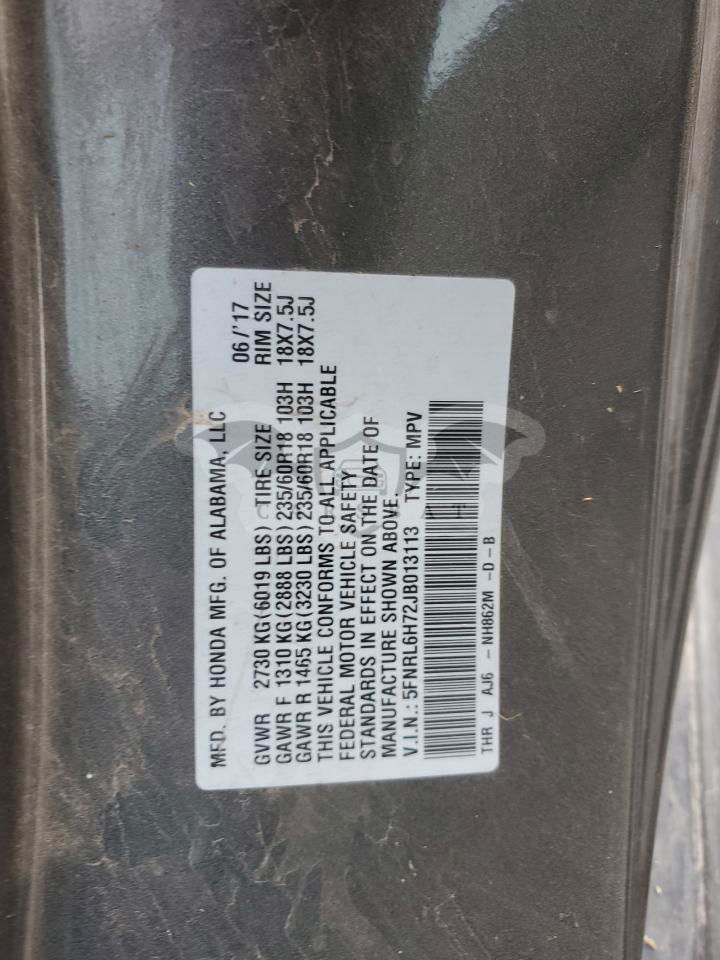 MFD. BY HONDA MFG. OF ALABAMA, LLC 06/'17
GVWR 2730 KG(6019 LBS) TIRE SIZE RIM SIZE
GAWR F 1310 KG(2888 LBS)235/60R18 103H 18X7.5J
GAWR R 1465 KG(3230 LBS)235/60R18 103H 18X7.5J
THIS VEHICLE CONFORMS TO ALL APPLICABLE
FEDERAL MOTOR VEHICLE SAFETY
STANDARDS IN EFFECT ON THE DATE OF
MANUFACTURE SHOWN ABOVE.
V.I.N.: 5FNRL6H72JB013113 TYPE: MPV
THR J AJ6 - NH862M -D-B